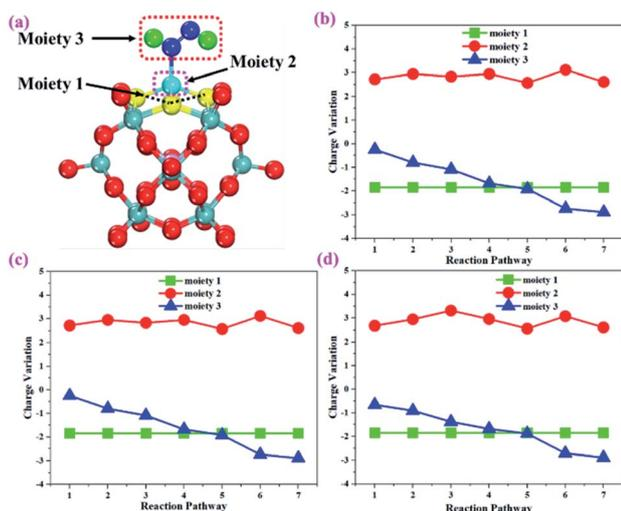 (a)
Moiety 3
Moiety 2
Moiety 1
(b)
moiety 1
moiety 2
moiety 3
Charge Variation
5
4
3
2
1
0
-1
-2
-3
-4
1 2 3 4 5 6 7
Reaction Pathway
(c)
moiety 1
moiety 2
moiety 3
Charge Variation
5
4
3
2
1
0
-1
-2
-3
-4
1 2 3 4 5 6 7
Reaction Pathway
(d)
moiety 1
moiety 2
moiety 3
Charge Variation
5
4
3
2
1
0
-1
-2
-3
-4
1 2 3 4 5 6 7
Reaction Pathway